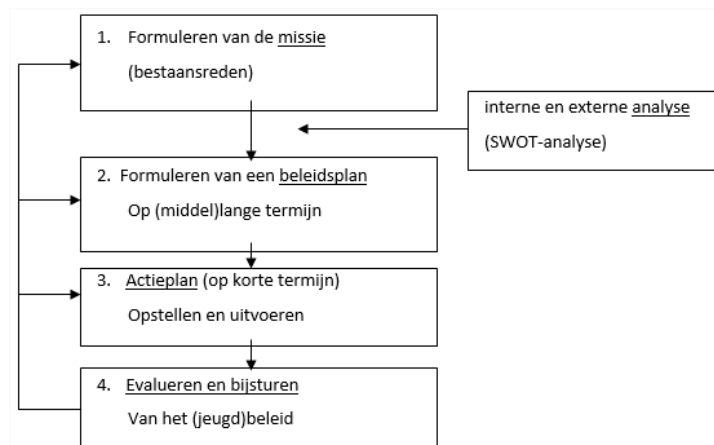 1. Formuleren van de missie
(bestaansreden)
interne en externe analyse
(SWOT-analyse)
2. Formuleren van een beleidsplan
Op (middel)lange termijn
3. Actieplan (op korte termijn)
Opstellen en uitvoeren
4. Evalueren en bijsturen
Van het (jeugd)beleid